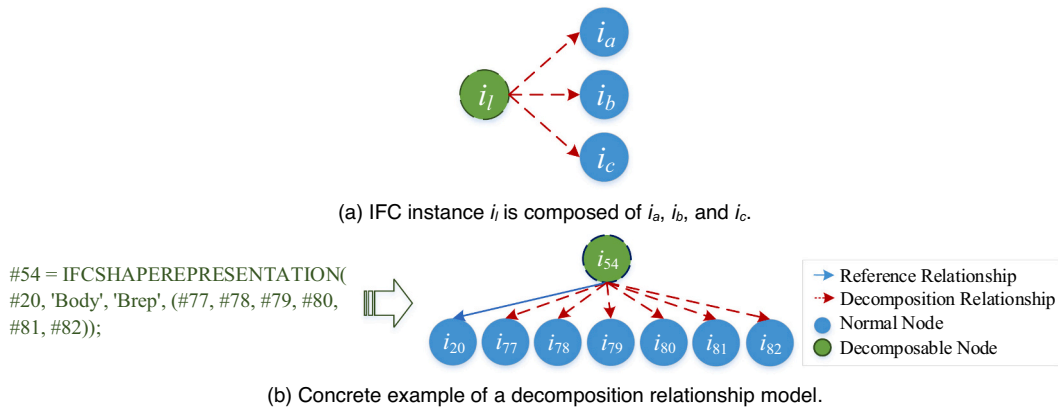 i_a
i_l
i_b
i_c
(a) IFC instance i_l is composed of i_a, i_b, and i_c.
#54 = IFCSHAPEREPRESENTATION(
#20, 'Body', 'Brep', (#77, #78, #79, #80,
#81, #82));
i_54
i_20 i_77 i_78 i_79 i_80 i_81 i_82
Reference Relationship
Decomposition Relationship
Normal Node
Decomposable Node
(b) Concrete example of a decomposition relationship model.